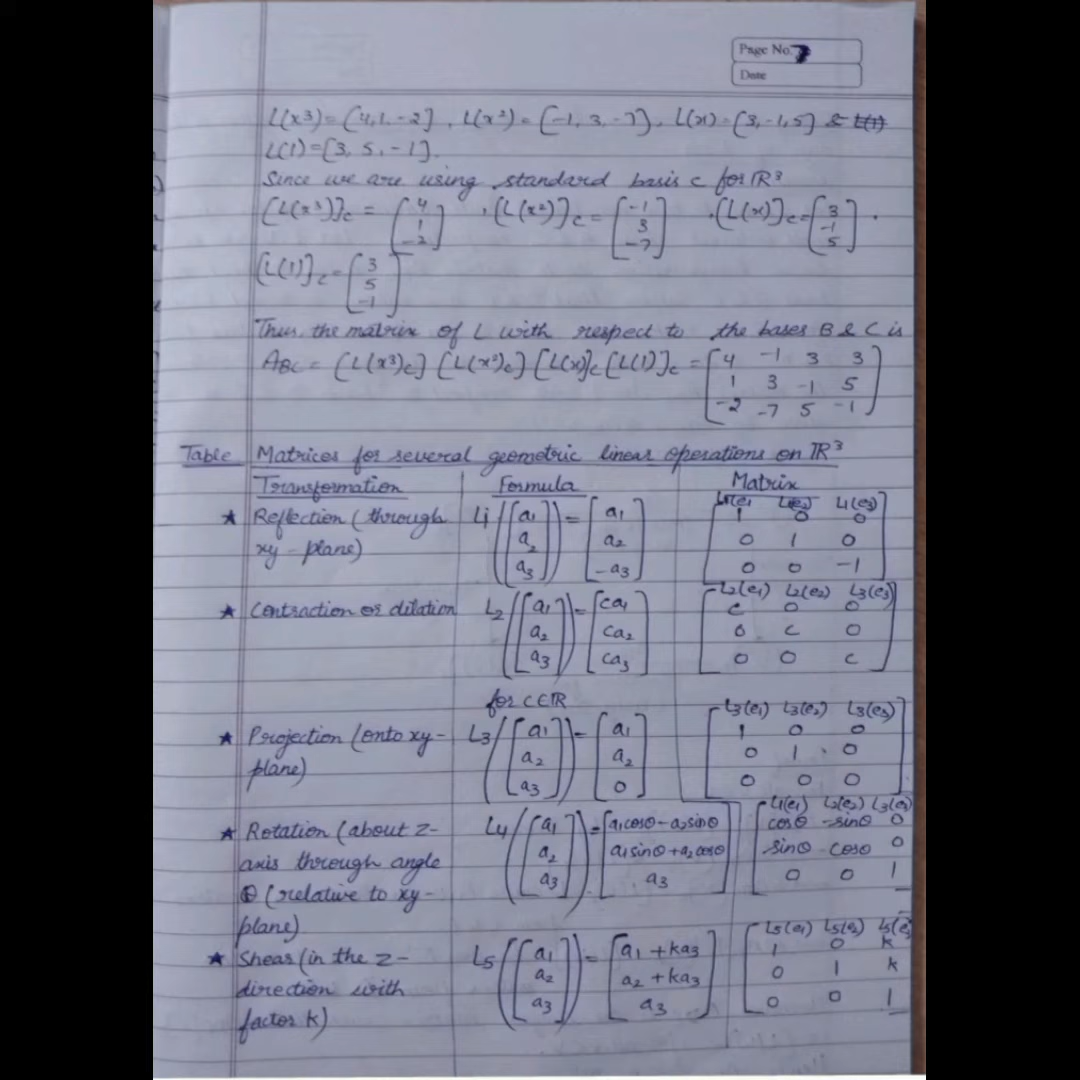 Page No. 7
Date
L(x³) = [4, 1, -2], L(x²) = [-1, 3, -7], L(x) = [3, -1, 5] & L(1)
L(1) = [3, 5, -1].
Since we are using standard basis C for ℝ³
[L(x³)]c = [4 1 -2], [L(x²)]c = [-1 3 -7], [L(x)]c = [3 -1 5].
[L(1)]c = [3 5 -1]
Thus, the matrix of L with respect to the bases B & C is
ABC = [L(x³)c] [L(x²)c] [L(x)]c [L(1)]c = [4 -1 3 3
1 3 -1 5
-2 -7 5 -1]
Table Matrices for several geometric linear operations on ℝ³
Transformation Formula Matrix
★ Reflection (through xy-plane) L₁([a₁ a₂ a₃]) = [a₁ a₂ -a₃] L₁(e₁ L₁(e₂) L₁(e₃)
1 0 0
0 1 0
0 0 -1
★ Contraction or dilation L₂([a₁ a₂ a₃]) = [ca₁ ca₂ ca₃] L₂(e₁) L₂(e₂) L₂(e₃)
c 0 0
0 c 0
0 0 c
for c∈ℝ
★ Projection (onto xy-plane) L₃([a₁ a₂ a₃]) = [a₁ a₂ 0] L₃(e₁) L₃(e₂) L₃(e₃)
1 0 0
0 1 0
0 0 0
★ Rotation (about z-axis through angle θ (relative to xy-plane) L₄([a₁ a₂ a₃]) = [a₁cosθ - a₂sinθ a₁sinθ + a₂cosθ a₃] L₄(e₁) L₂(e₂) L₃(e₃)
cosθ -sinθ 0
sinθ cosθ 0
0 0 1
★ Shear (in the z-direction with factor k) L₅([a₁ a₂ a₃]) = [a₁ + ka₃ a₂ + ka₃ a₃] L₅(e₁) L₅(e₂) L₅(e₃
1 0 k
0 1 k
0 0 1